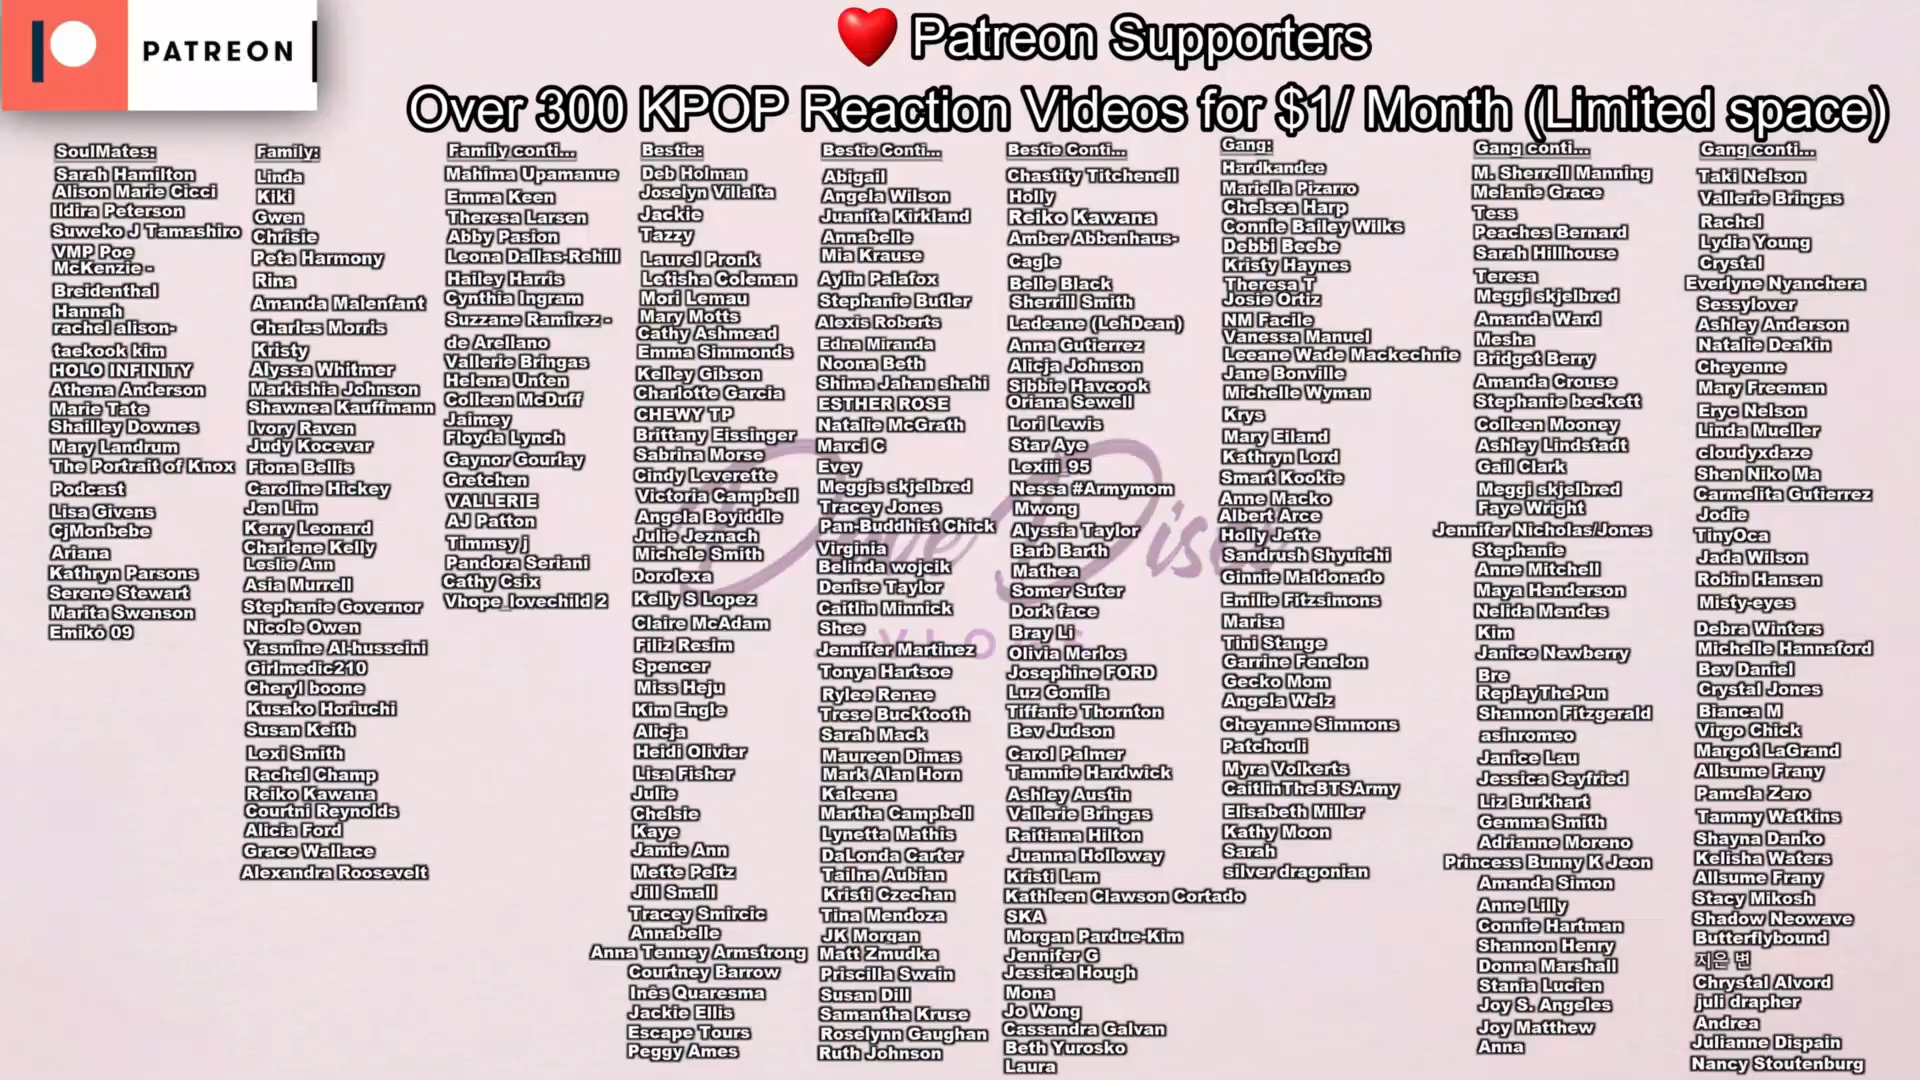 PATREON
❤ Patreon Supporters
Over 300 KPOP Reaction Videos for $1/ Month (Limited space)
SoulMates:
Sarah Hamilton
Alison Marie Cicci
Ildira Peterson
Suweko J Tamashiro
VMP Poe
McKenzie -
Breidenthal
Hannah
rachel alison-
taekook kim
HOLO INFINITY
Athena Anderson
Marie Tate
Shailley Downes
Mary Landrum
The Portrait of Knox
Podcast
Lisa Givens
CjMonbebe
Ariana
Kathryn Parsons
Serene Stewart
Marita Swenson
Emikö 09
Family:
Linda
Kiki
Gwen
Chrisie
Peta Harmony
Rina
Amanda Malenfant
Charles Morris
Kristy
Alyssa Whitmer
Markishia Johnson
Shawnea Kauffmann
Ivory Raven
Judy Kocevar
Fiona Bellis
Caroline Hickey
Jen Lim
Kerry Leonard
Charlene Kelly
Leslie Ann
Asia Murrell
Stephanie Governor
Nicole Owen
Yasmine Al-husseini
Girlmedic210
Cheryl boone
Kusako Horiuchi
Susan Keith
Lexi Smith
Rachel Champ
Reiko Kawana
Courtni Reynolds
Alicia Ford
Grace Wallace
Alexandra Roosevelt
Family conti...
Mahima Upamanue
Emma Keen
Theresa Larsen
Abby Pasion
Leona Dallas-Rehill
Hailey Harris
Cynthia Ingram
Suzzane Ramirez -
de Arellano
Vallerie Bringas
Helena Unten
Colleen McDuff
Jaimey
Floyda Lynch
Gaynor Gourlay
Gretchen
VALLERIE
AJ Patton
Timmsy j
Pandora Seriani
Cathy Csix
Vhope_lovechild 2
Bestie:
Deb Holman
Joselyn Villalta
Jackie
Tazzy
Laurel Pronk
Letisha Coleman
Mori Lemau
Mary Motts
Cathy Ashmead
Emma Simmonds
Kelley Gibson
Charlotte Garcia
CHEWY TP
Brittany Eissinger
Sabrina Morse
Cindy Leverette
Victoria Campbell
Angela Boyiddle
Julie Jeznach
Michele Smith
Dorolexa
Kelly S Lopez
Claire McAdam
Filiz Resim
Spencer
Miss Heju
Kim Engle
Alicja
Heidi Olivier
Lisa Fisher
Julie
Chelsie
Kaye
Jamie Ann
Mette Peltz
Jill Small
Tracey Smircic
Annabelle
Anna Tenney Armstrong
Courtney Barrow
Inês Quaresma
Jackie Ellis
Escape Tours
Peggy Ames
Bestie Conti...
Abigail
Angela Wilson
Juanita Kirkland
Annabelle
Mia Krause
Aylin Palafox
Stephanie Butler
Alexis Roberts
Edna Miranda
Noona Beth
Shima Jahan shahi
ESTHER ROSE
Natalie McGrath
Marci C
Evey
Meggis skjelbred
Tracey Jones
Pan-Buddhist Chick
Virginia
Belinda wojcik
Denise Taylor
Caitlin Minnick
Shee
Jennifer Martinez
Tonya Hartsoe
Rylee Renae
Trese Bucktooth
Sarah Mack
Maureen Dimas
Mark Alan Horn
Kaleena
Martha Campbell
Lynetta Mathis
DaLonda Carter
Tailna Aubian
Kristi Czechan
Tina Mendoza
JK Morgan
Matt Zmudka
Priscilla Swain
Susan Dill
Samantha Kruse
Roselynn Gaughan
Ruth Johnson
Bestie Conti...
Chastity Titchenell
Holly
Reiko Kawana
Amber Abbenhaus-
Cagle
Belle Black
Sherrill Smith
Ladeane (LehDean)
Anna Gutierrez
Alicja Johnson
Sibbie Havcook
Oriana Sewell
Lori Lewis
Star Aye
Lexiii_95
Nessa #Armymom
Mwong
Alyssia Taylor
Barb Barth
Mathea
Somer Suter
Dork face
Bray Li
Olivia Merlos
Josephine FORD
Luz Gomila
Tiffanie Thornton
Bev Judson
Carol Palmer
Tammie Hardwick
Ashley Austin
Vallerie Bringas
Raitiana Hilton
Juanna Holloway
Kristi Lam
Kathleen Clawson Cortado
SKA
Morgan Pardue-Kim
Jennifer G
Jessica Hough
Mona
Jo Wong
Cassandra Galvan
Beth Yurosko
Laura
Gang:
Hardkandee
Mariella Pizarro
Chelsea Harp
Connie Bailey Wilks
Debbi Beebe
Kristy Haynes
Theresa T
Josie Ortiz
NM Facile
Vanessa Manuel
Leeane Wade Mackechnie
Jane Bonville
Michelle Wyman
Krys
Mary Eiland
Kathryn Lord
Smart Kookie
Anne Macko
Albert Arce
Holly Jette
Sandrush Shyuichi
Ginnie Maldonado
Emilie Fitzsimons
Marisa
Tini Stange
Garrine Fenelon
Gecko Mom
Angela Welz
Cheyanne Simmons
Patchouli
Myra Volkerts
CaitlinTheBTSArmy
Elisabeth Miller
Kathy Moon
Sarah
silver dragonian
Gang conti...
M. Sherrell Manning
Melanie Grace
Tess
Peaches Bernard
Sarah Hillhouse
Teresa
Meggi skjelbred
Amanda Ward
Mesha
Bridget Berry
Amanda Crouse
Stephanie beckett
Colleen Mooney
Ashley Lindstadt
Gail Clark
Meggi skjelbred
Faye Wright
Jennifer Nicholas/Jones
Stephanie
Anne Mitchell
Maya Henderson
Nelida Mendes
Kim
Janice Newberry
Bre
ReplayThePun
Shannon Fitzgerald
asinromeo
Janice Lau
Jessica Seyfried
Liz Burkhart
Gemma Smith
Adrianne Moreno
Princess Bunny K Jeon
Amanda Simon
Anne Lilly
Connie Hartman
Shannon Henry
Donna Marshall
Stania Lucien
Joy S. Angeles
Joy Matthew
Anna
Gang conti...
Taki Nelson
Vallerie Bringas
Rachel
Lydia Young
Crystal
Everlyne Nyanchera
Sessylover
Ashley Anderson
Natalie Deakin
Cheyenne
Mary Freeman
Eryc Nelson
Linda Mueller
cloudyxdaze
Shen Niko Ma
Carmelita Gutierrez
Jodie
TinyOca
Jada Wilson
Robin Hansen
Misty-eyes
Debra Winters
Michelle Hannaford
Bev Daniel
Crystal Jones
Bianca M
Virgo Chick
Margot LaGrand
Allsume Frany
Pamela Zero
Tammy Watkins
Shayna Danko
Kelisha Waters
Allsume Frany
Stacy Mikosh
Shadow Neowave
Butterflybound
지은 변
Chrystal Alvord
juli drapher
Andrea
Julianne Dispain
Nancy Stoutenburg